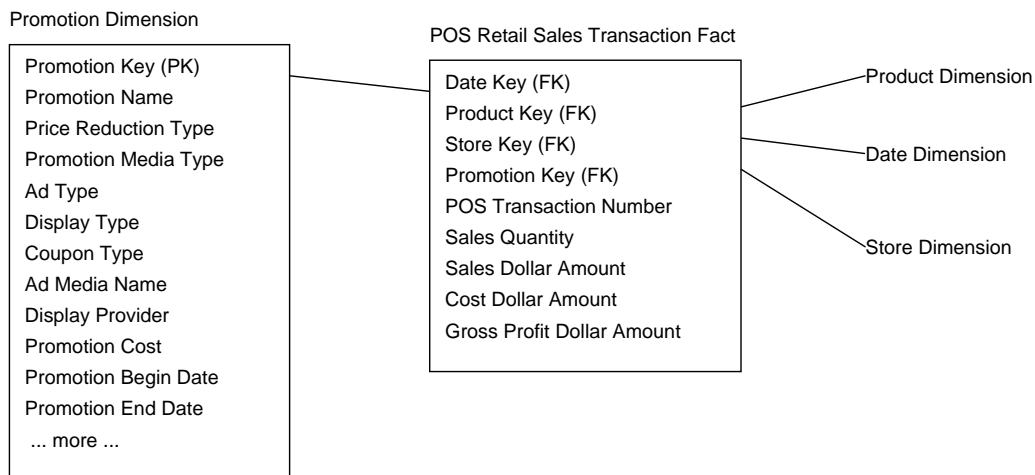 Promotion Dimension
Promotion Key (PK)
Promotion Name
Price Reduction Type
Promotion Media Type
Ad Type
Display Type
Coupon Type
Ad Media Name
Display Provider
Promotion Cost
Promotion Begin Date
Promotion End Date
... more ...
POS Retail Sales Transaction Fact
Date Key (FK)
Product Key (FK)
Store Key (FK)
Promotion Key (FK)
POS Transaction Number
Sales Quantity
Sales Dollar Amount
Cost Dollar Amount
Gross Profit Dollar Amount
Product Dimension
Date Dimension
Store Dimension